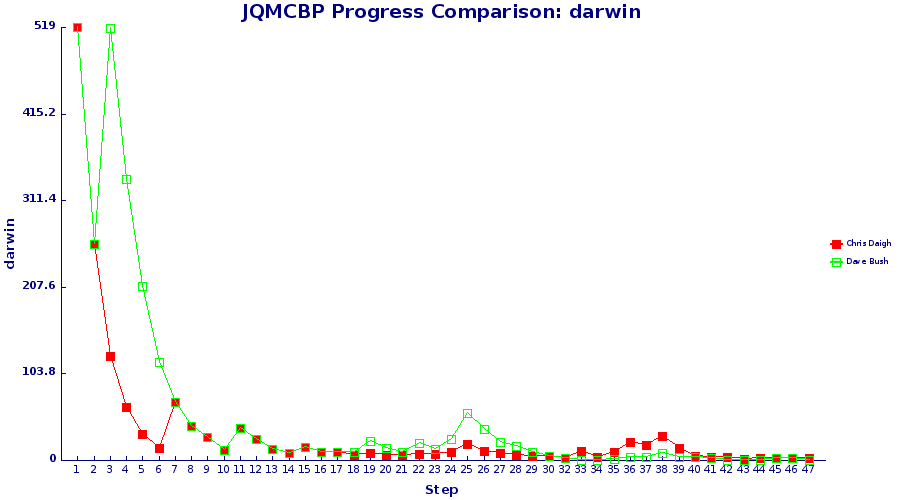 JQMCBP Progress Comparison: darwin
519
415.2
311.4
207.6
103.8
0
darwin
1 2 3 4 5 6 7 8 9 10 11 12 13 14 15 16 17 18 19 20 21 22 23 24 25 26 27 28 29 30 32 33 34 35 36 37 38 39 40 41 42 43 44 45 46 47
Step
Chris Daigh
Dave Bush